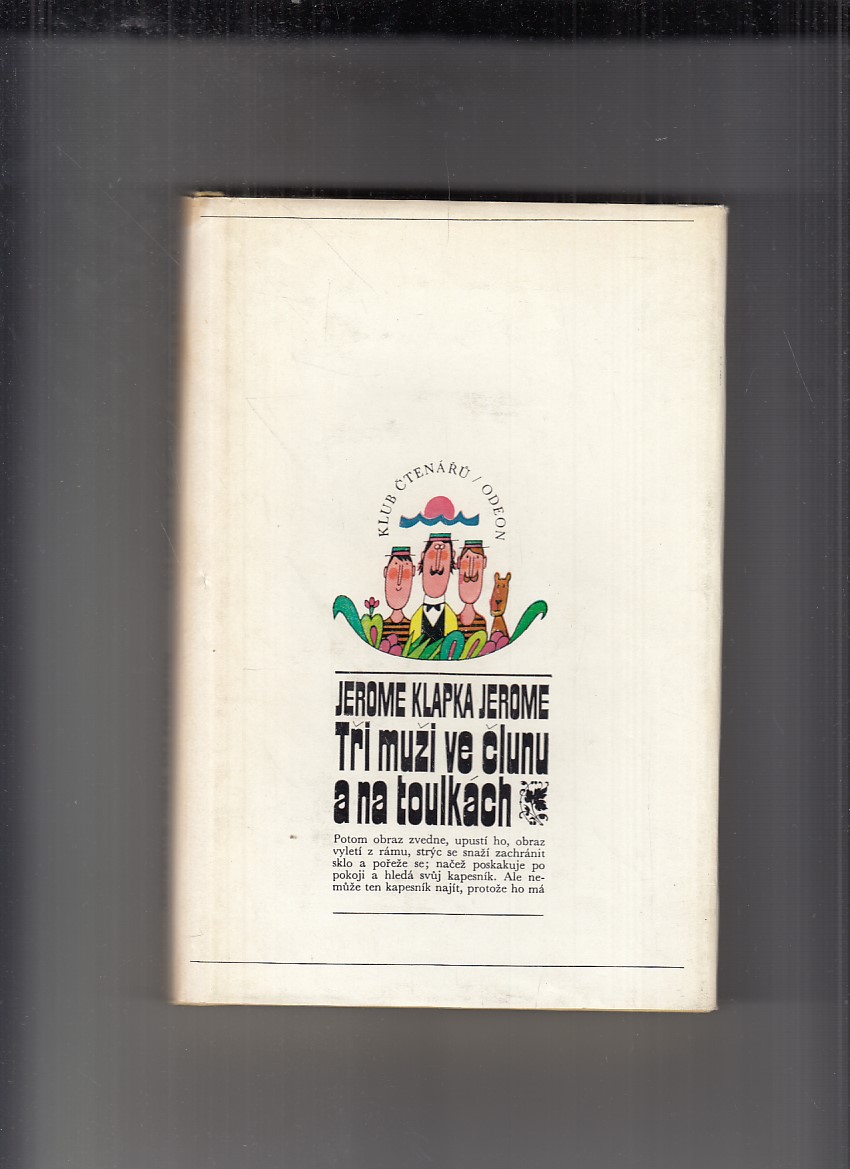 KLUB ČTENÁŘŮ / ODEON
JEROME KLAPKA JEROME
Tři muži ve člunu
a na toulkách
Potom obraz zvedne, upustí ho, obraz
vyletí z rámu, strýc se snaží zachránit
sklo a pořeže se; načež poskakuje po
pokoji a hledá svůj kapesník. Ale ne-
může ten kapesník najít, protože ho má